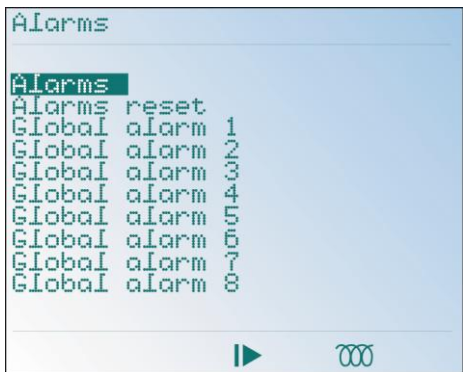 Alarms
Alarms
Alarms reset
Global alarm 1
Global alarm 2
Global alarm 3
Global alarm 4
Global alarm 5
Global alarm 6
Global alarm 7
Global alarm 8